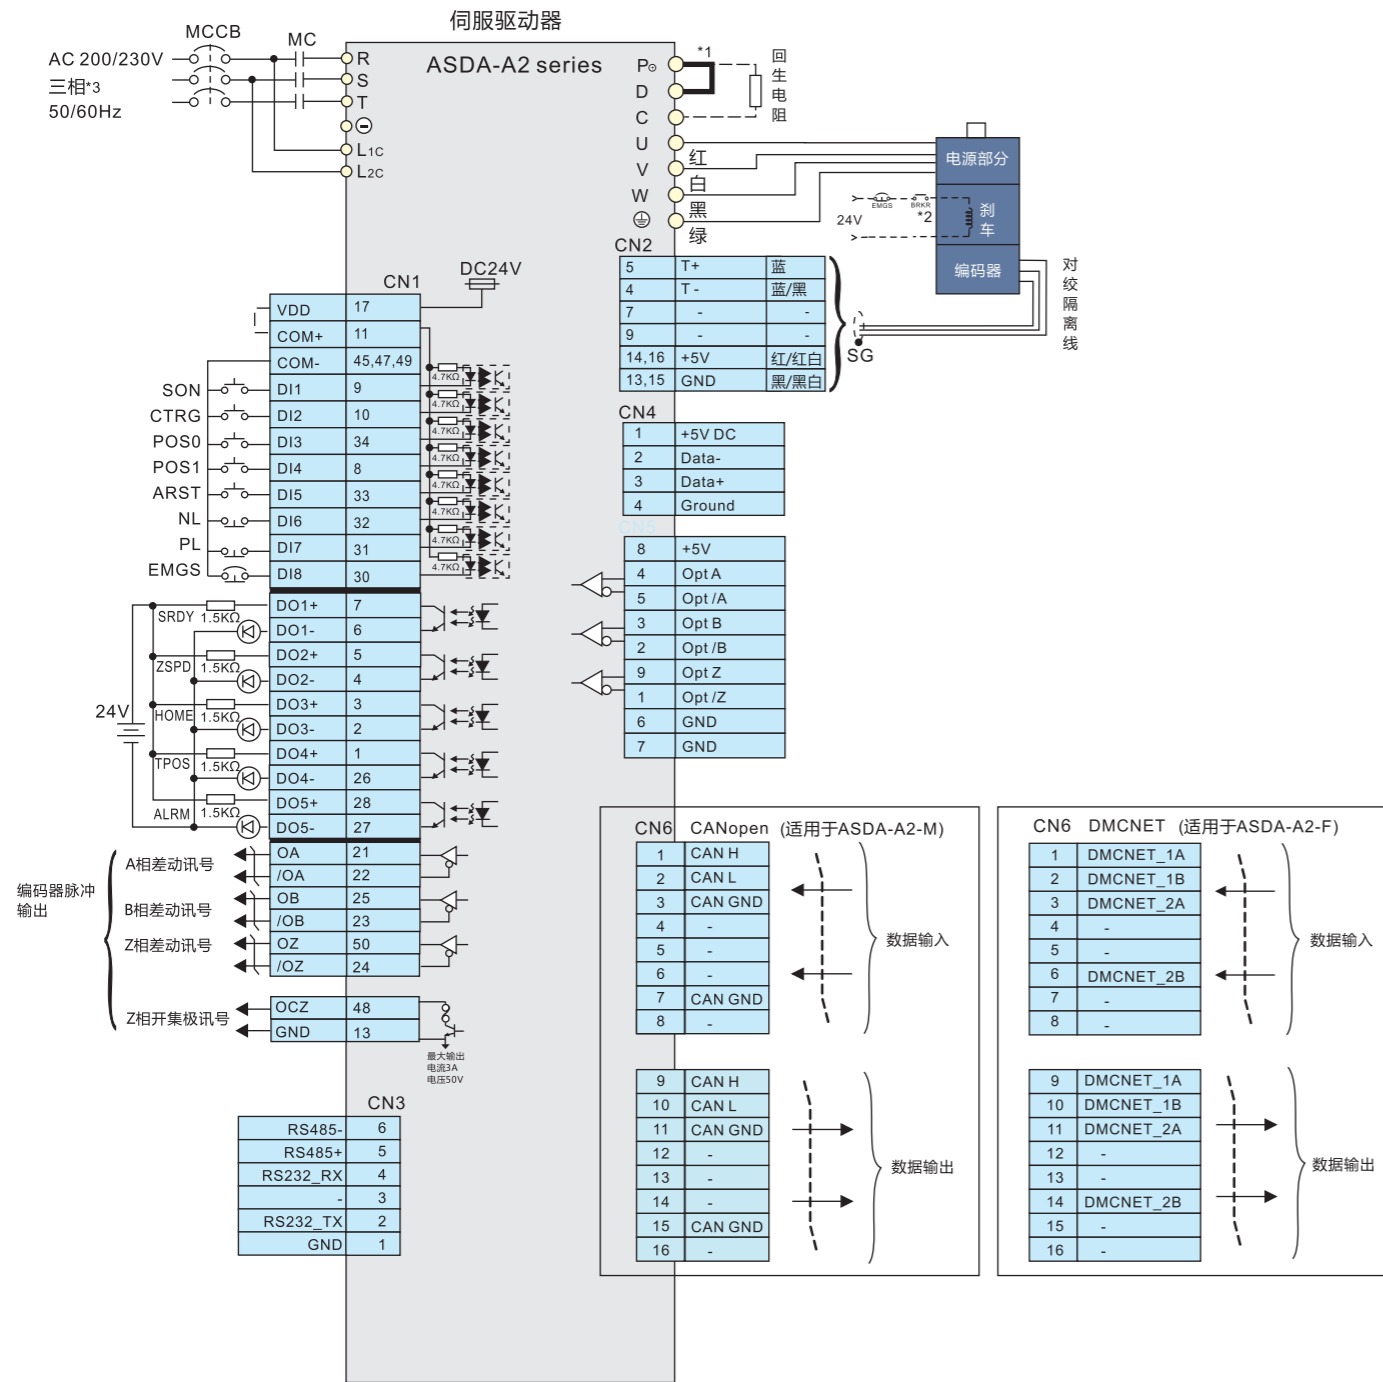 伺服驱动器
ASDA-A2 series
MCCB
MC
AC 200/230V
三相*3
50/60Hz
R
S
T
L1C
L2C
P
D
C
U
V
W
*1
回生电阻
红
白
黑
绿
电源部分
刹车
编码器
24V
EMGS
BRKR
*2
对绞隔离线
SG
CN2
5 T+ 蓝
4 T - 蓝/黑
7 - -
9 - -
14,16 +5V 红/红白
13,15 GND 黑/黑白
CN1
DC24V
VDD 17
COM+ 11
COM- 45,47,49
SON DI1 9 4.7KΩ
CTRG DI2 10 4.7KΩ
POS0 DI3 34 4.7KΩ
POS1 DI4 8 4.7KΩ
ARST DI5 33 4.7KΩ
NL DI6 32 4.7KΩ
PL DI7 31 4.7KΩ
EMGS DI8 30 4.7KΩ
24V
SRDY 1.5KΩ DO1+ 7
DO1- 6
ZSPD 1.5KΩ DO2+ 5
DO2- 4
HOME 1.5KΩ DO3+ 3
DO3- 2
TPOS 1.5KΩ DO4+ 1
DO4- 26
ALRM 1.5KΩ DO5+ 28
DO5- 27
编码器脉冲
输出
A相差动讯号
OA 21
/OA 22
B相差动讯号
OB 25
/OB 23
Z相差动讯号
OZ 50
/OZ 24
Z相开集极讯号
OCZ 48
GND 13
最大输出
电流3A
电压50V
CN3
RS485- 6
RS485+ 5
RS232_RX 4
- 3
RS232_TX 2
GND 1
CN4
1 +5V DC
2 Data-
3 Data+
4 Ground
CN5
8 +5V
4 Opt A
5 Opt /A
3 Opt B
2 Opt /B
9 Opt Z
1 Opt /Z
6 GND
7 GND
CN6 CANopen (适用于ASDA-A2-M)
1 CAN H
2 CAN L
3 CAN GND
4 -
5 -
6 -
7 CAN GND
8 -
数据输入
9 CAN H
10 CAN L
11 CAN GND
12 -
13 -
14 -
15 CAN GND
16 -
数据输出
CN6 DMCNET (适用于ASDA-A2-F)
1 DMCNET_1A
2 DMCNET_1B
3 DMCNET_2A
4 -
5 -
6 DMCNET_2B
7 -
8 -
数据输入
9 DMCNET_1A
10 DMCNET_1B
11 DMCNET_2A
12 -
13 -
14 DMCNET_2B
15 -
16 -
数据输出